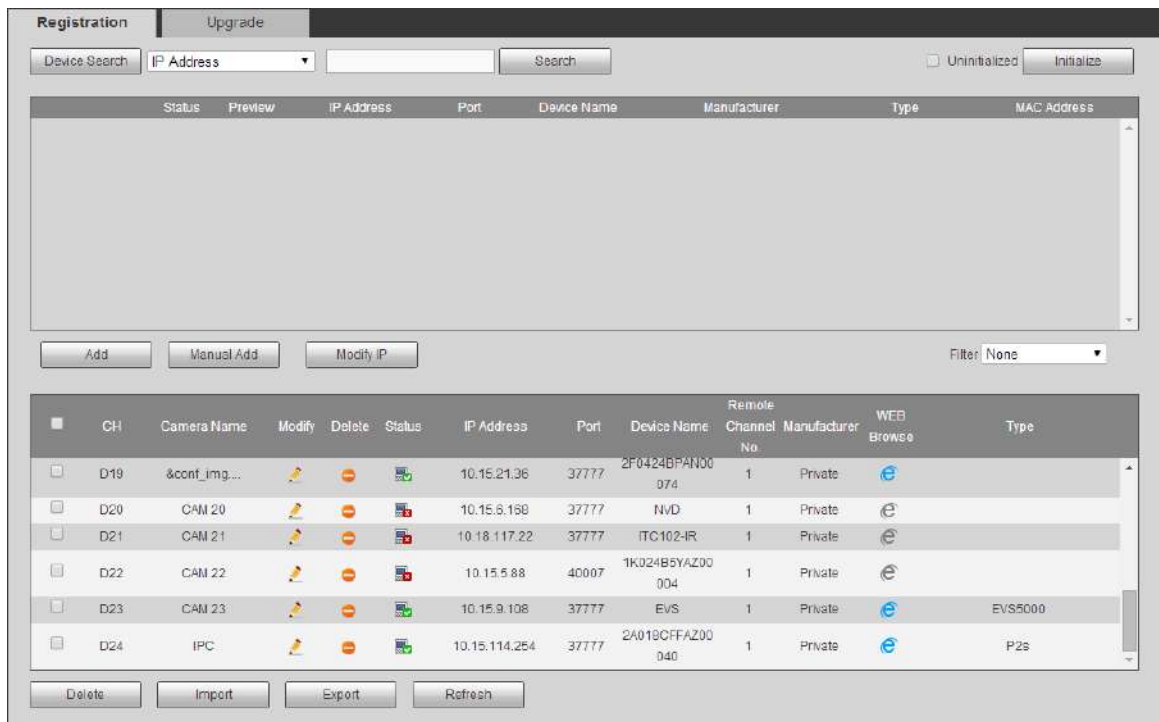 Registration Upgrade
Device Search IP Address Search Uninitialized Initialize
Status Preview IP Address Port Device Name Manufacturer Type MAC Address
Add Manual Add Modify IP Filter None
CH Camera Name Modify Delete Status IP Address Port Device Name Remote Channel No. Manufacturer WEB Browse Type
D19 &conf_img.... 10.15.21.36 37777 2F0424BPAN00074 1 Private
D20 CAM 20 10.15.6.168 37777 NVD 1 Private
D21 CAM 21 10.18.117.22 37777 ITC102-IR 1 Private
D22 CAM 22 10.15.5.88 40007 1K024B5YAZ00004 1 Private
D23 CAM 23 10.15.9.108 37777 EVS 1 Private EVS5000
D24 IPC 10.15.114.254 37777 2A018CFFAZ00040 1 Private P2s
Delete Import Export Refresh